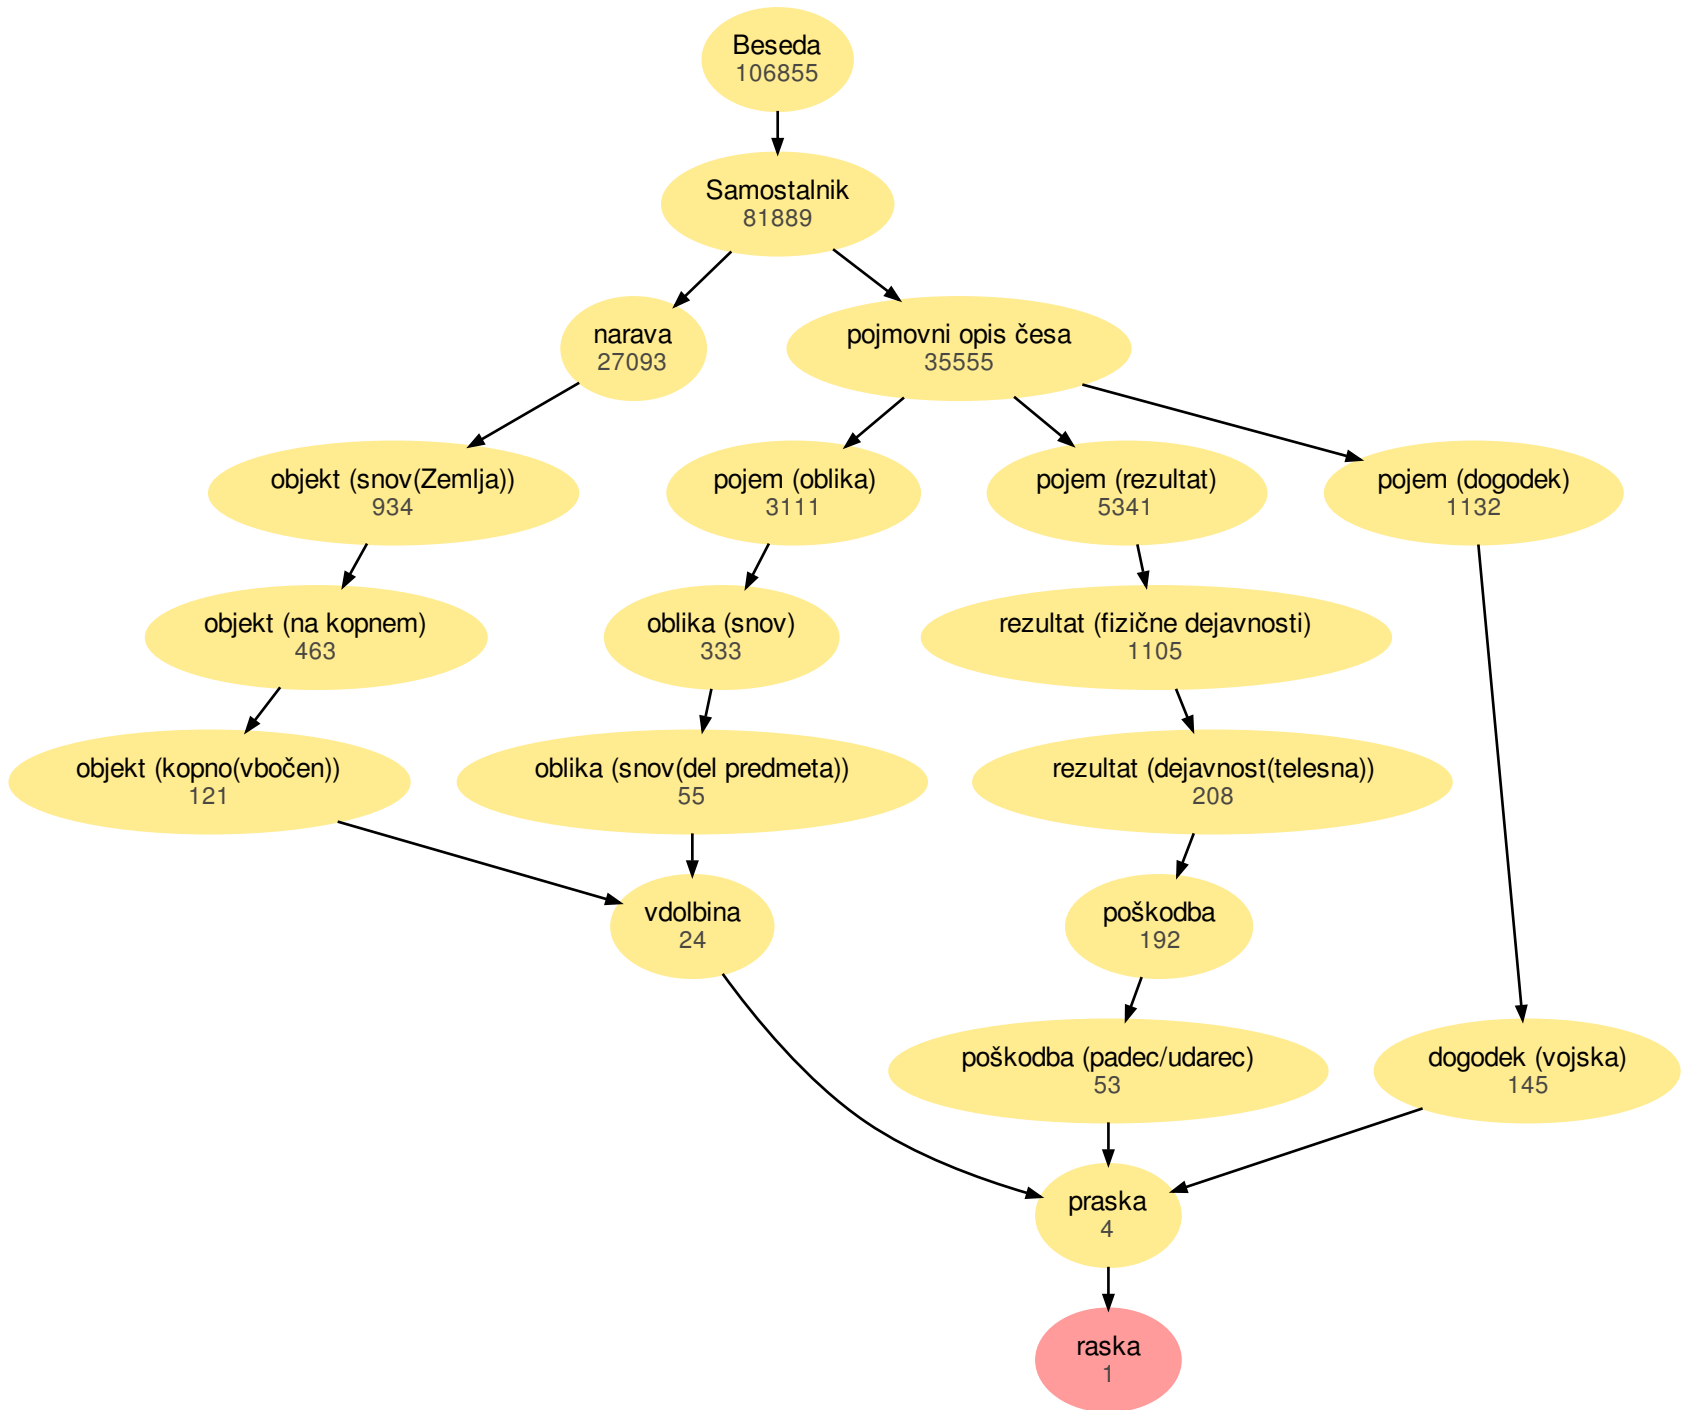 Beseda
106855
Samostalnik
81889
narava
27093
pojmovni opis česa
35555
objekt (snov(Zemlja))
934
pojem (oblika)
3111
pojem (rezultat)
5341
pojem (dogodek)
1132
objekt (na kopnem)
463
oblika (snov)
333
rezultat (fizične dejavnosti)
1105
objekt (kopno(vbočen))
121
oblika (snov(del predmeta))
55
rezultat (dejavnost(telesna))
208
vdolbina
24
poškodba
192
poškodba (padec/udarec)
53
dogodek (vojska)
145
praska
4
raska
1